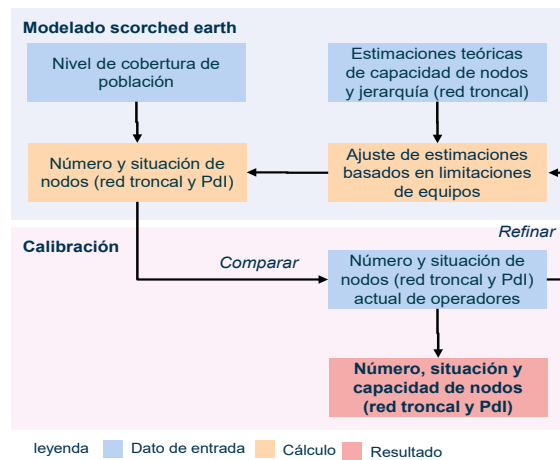 Modelado scorched earth
Nivel de cobertura de
población
Estimaciones teóricas
de capacidad de nodos
y jerarquía (red troncal)
Número y situación de
nodos (red troncal y PdI)
Ajuste de estimaciones
basados en limitaciones
de equipos
Calibración
Refinar
Comparar
Número y situación de
nodos (red troncal y PdI)
actual de operadores
Número, situación y
capacidad de nodos
(red troncal y PdI)
leyenda
Dato de entrada
Cálculo
Resultado